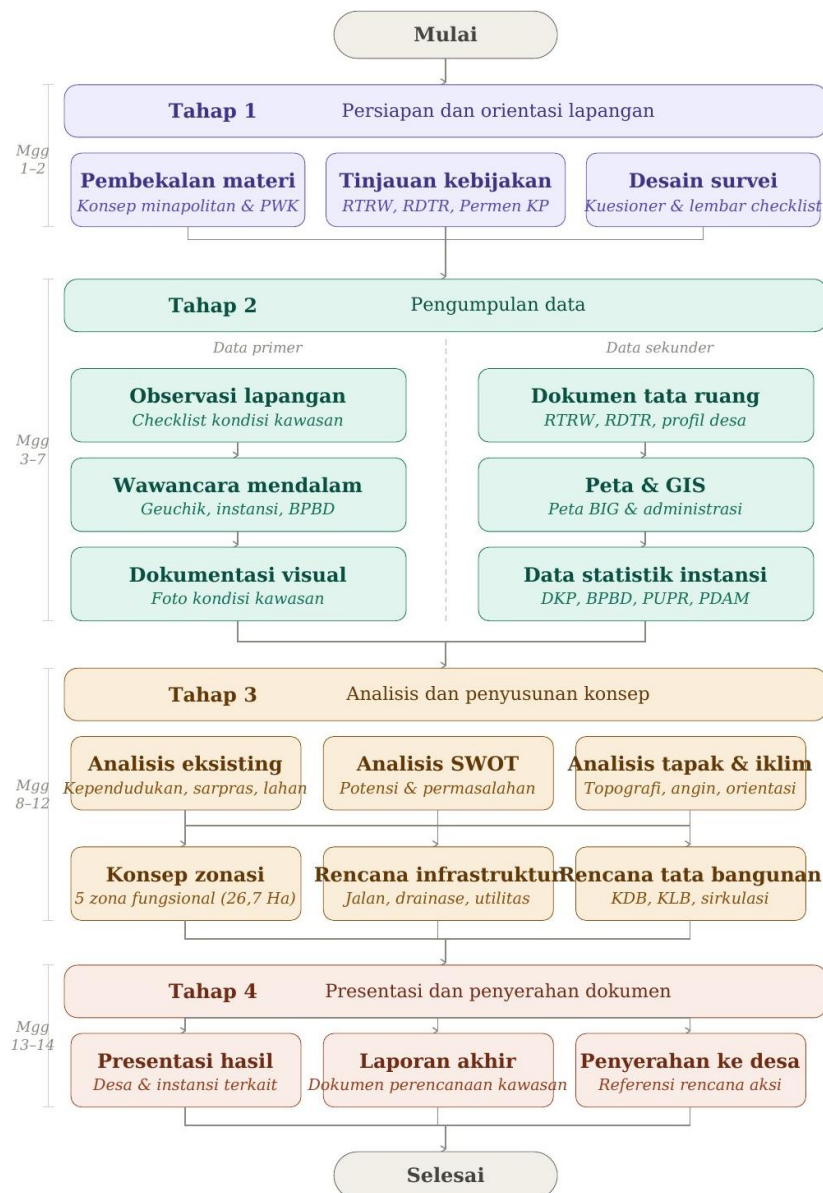 Mulai
Tahap 1 Persiapan dan orientasi lapangan
Mgg
1–2
Pembekalan materi
Konsep minapolitan & PWK
Tinjauan kebijakan
RTRW, RDTR, Permen KP
Desain survei
Kuesioner & lembar checklist
Tahap 2 Pengumpulan data
Data primer
Data sekunder
Mgg
3–7
Observasi lapangan
Checklist kondisi kawasan
Dokumen tata ruang
RTRW, RDTR, profil desa
Wawancara mendalam
Geuchik, instansi, BPBD
Peta & GIS
Peta BIG & administrasi
Dokumentasi visual
Foto kondisi kawasan
Data statistik instansi
DKP, BPBD, PUPR, PDAM
Tahap 3 Analisis dan penyusunan konsep
Mgg
8–12
Analisis eksisting
Kependudukan, sarpras, lahan
Analisis SWOT
Potensi & permasalahan
Analisis tapak & iklim
Topografi, angin, orientasi
Konsep zonasi
5 zona fungsional (26,7 Ha)
Rencana infrastruktur
Jalan, drainase, utilitas
Rencana tata bangunan
KDB, KLB, sirkulasi
Tahap 4 Presentasi dan penyerahan dokumen
Mgg
13–14
Presentasi hasil
Desa & instansi terkait
Laporan akhir
Dokumen perencanaan kawasan
Penyerahan ke desa
Referensi rencana aksi
Selesai